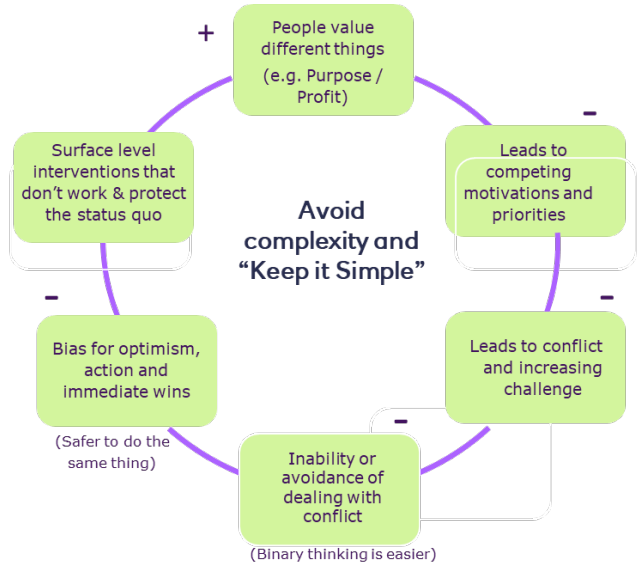 +
People value
different things
(e.g. Purpose /
Profit)
–
Leads to
competing
motivations and
priorities
–
Leads to conflict
and increasing
challenge
–
Inability or
avoidance of
dealing with
conflict
(Binary thinking is easier)
–
Bias for optimism,
action and
immediate wins
(Safer to do the
same thing)
Surface level
interventions that
don’t work & protect
the status quo
Avoid
complexity and
“Keep it Simple”